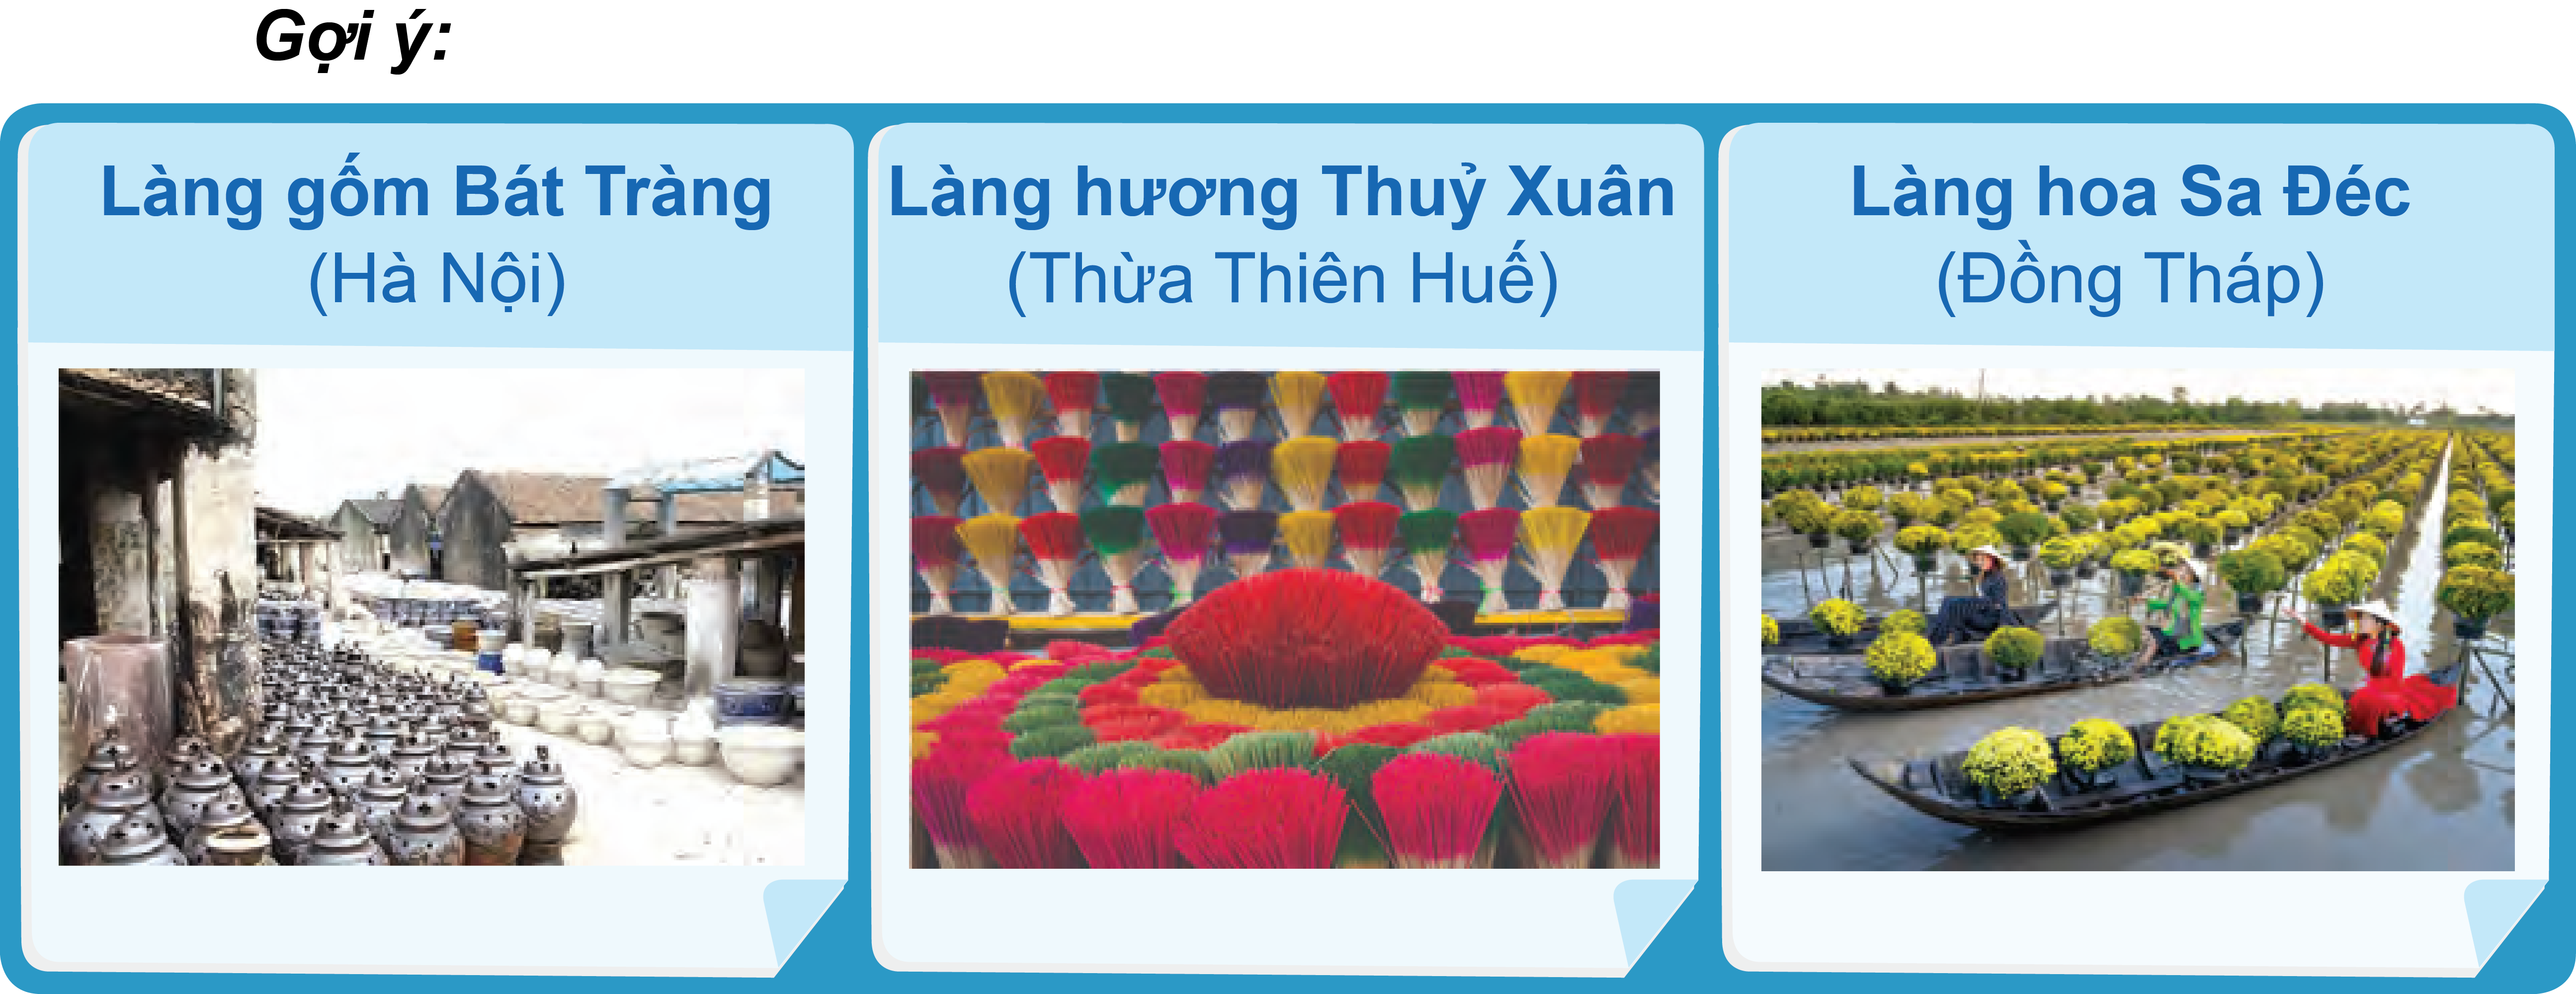 Gợi ý:
Làng gốm Bát Tràng
(Hà Nội)
Làng hương Thuỷ Xuân
(Thừa Thiên Huế)
Làng hoa Sa Đéc
(Đồng Tháp)